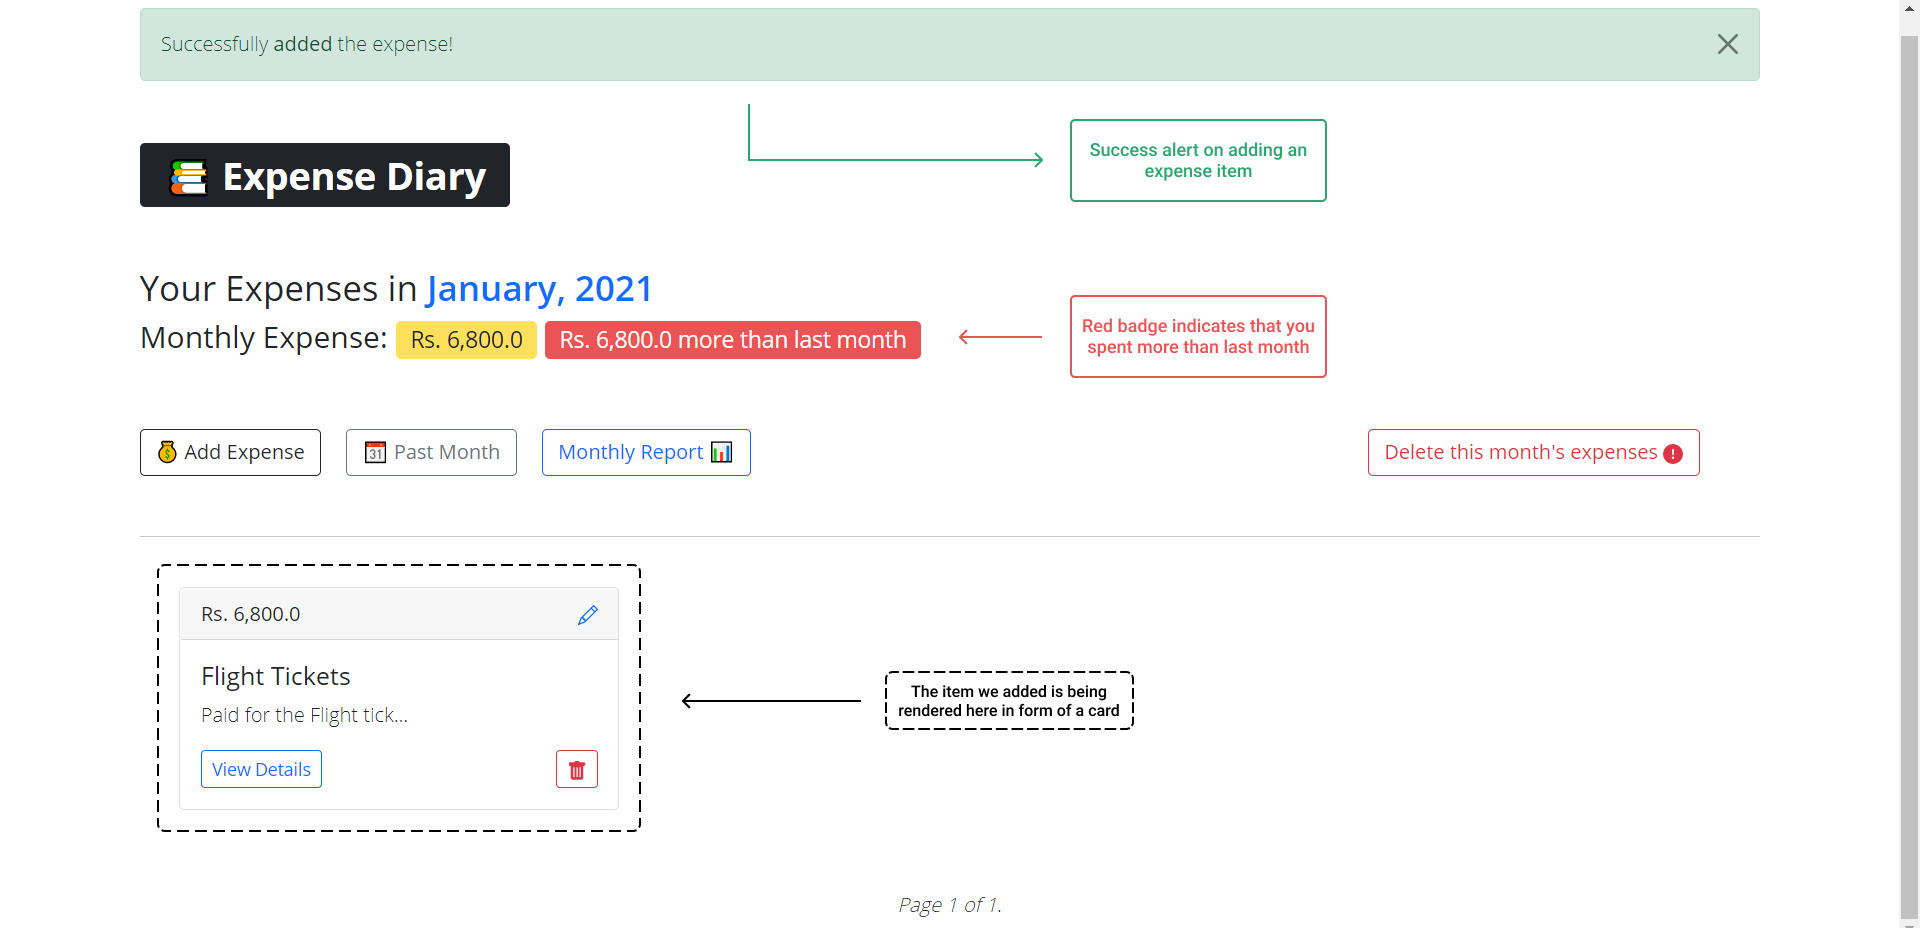 Successfully added the expense!
Success alert on adding an
expense item
Expense Diary
Your Expenses in January, 2021
Monthly Expense: Rs. 6,800.0 Rs. 6,800.0 more than last month
Red badge indicates that you
spent more than last month
Add Expense
31 Past Month
Monthly Report
Delete this month's expenses !
Rs. 6,800.0
Flight Tickets
Paid for the Flight tick...
View Details
The item we added is being
rendered here in form of a card
Page 1 of 1.